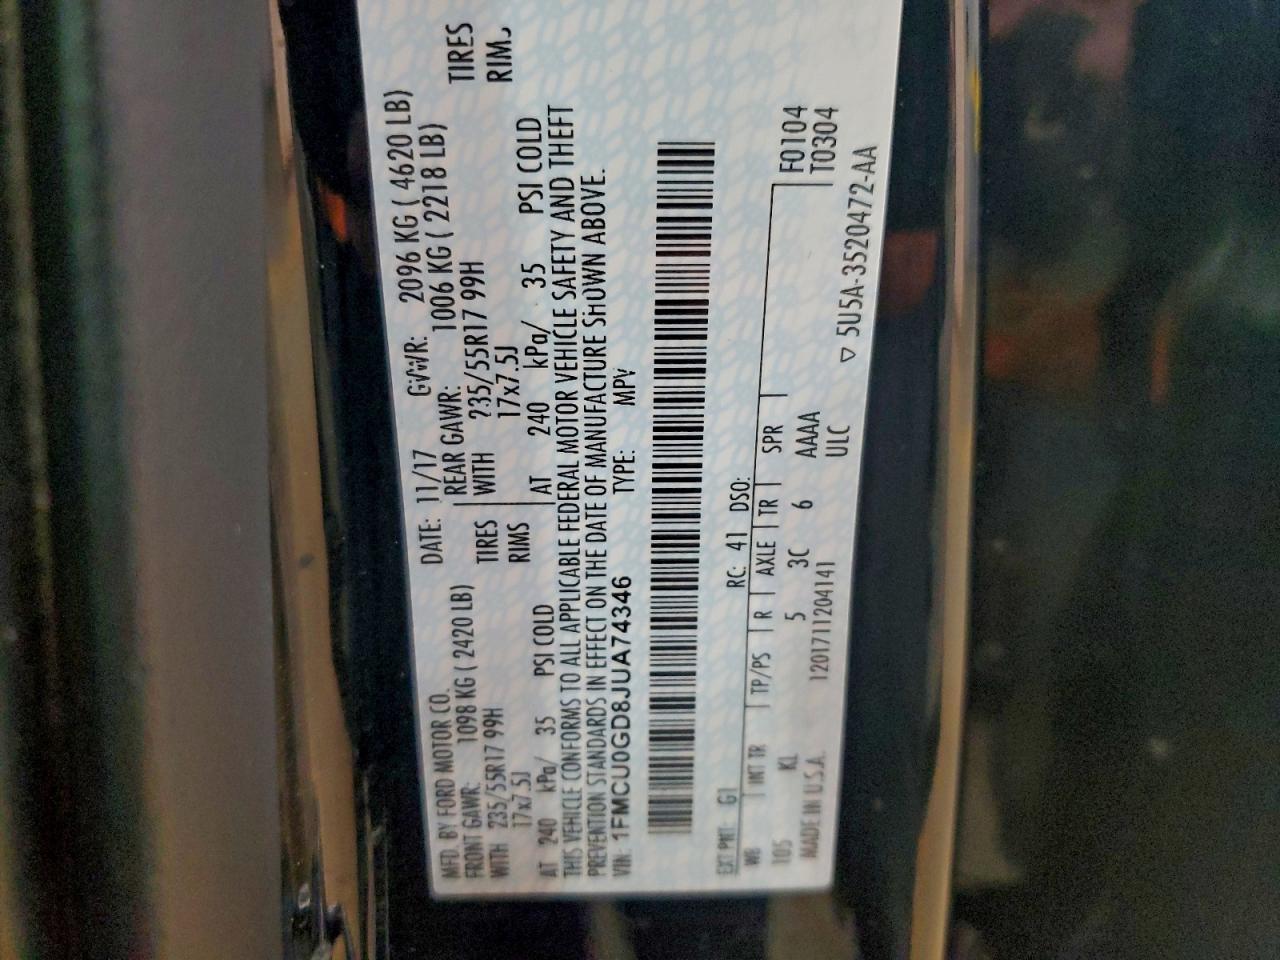 MFD. BY FORD MOTOR CO. DATE: 11/17 GVWR: 2096 KG ( 4620 LB)
FRONT GAWR: 1098 KG ( 2420 LB) REAR GAWR: 1006 KG ( 2218 LB)
WITH 235/55R17 99H TIRES WITH 235/55R17 99H TIRES
17x7.5J RIMS 17x7.5J RIM
AT 240 kPa/ 35 PSI COLD AT 240 kPa/ 35 PSI COLD
THIS VEHICLE CONFORMS TO ALL APPLICABLE FEDERAL MOTOR VEHICLE SAFETY AND THEFT
PREVENTION STANDARDS IN EFFECT ON THE DATE OF MANUFACTURE SHOWN ABOVE.
VIN: 1FMCU0GD8JUA74346 TYPE: MPV
EXT PNT: G1 RC: 41 DSO:
WB INT TR TP/PS R AXLE TR SPR F0104
105 KL 5 3C 6 AAAA T0304
MADE IN U.S.A. 1201711204141 ULC
▽ 5U5A-3520472-AA